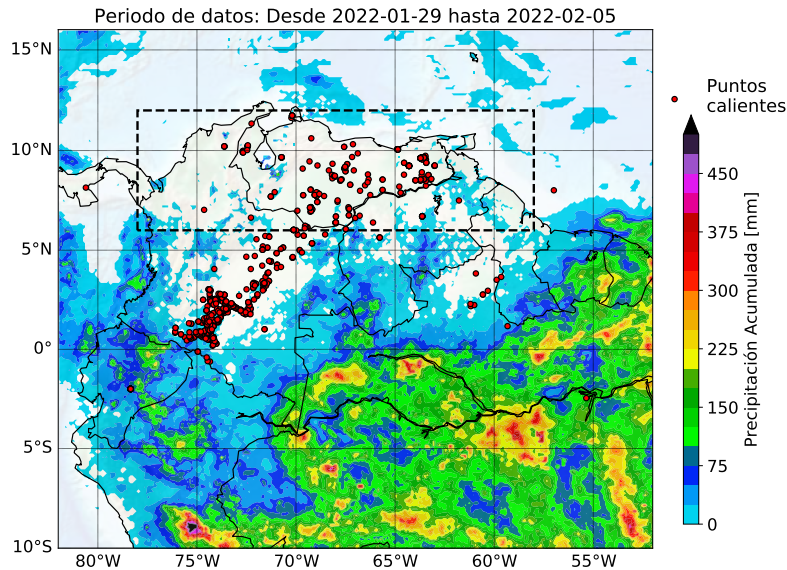 Periodo de datos: Desde 2022-01-29 hasta 2022-02-05
15°N
10°N
5°N
0°
5°S
10°S
80°W
75°W
70°W
65°W
60°W
55°W
Puntos
calientes
450
375
300
225
150
75
0
Precipitación Acumulada [mm]